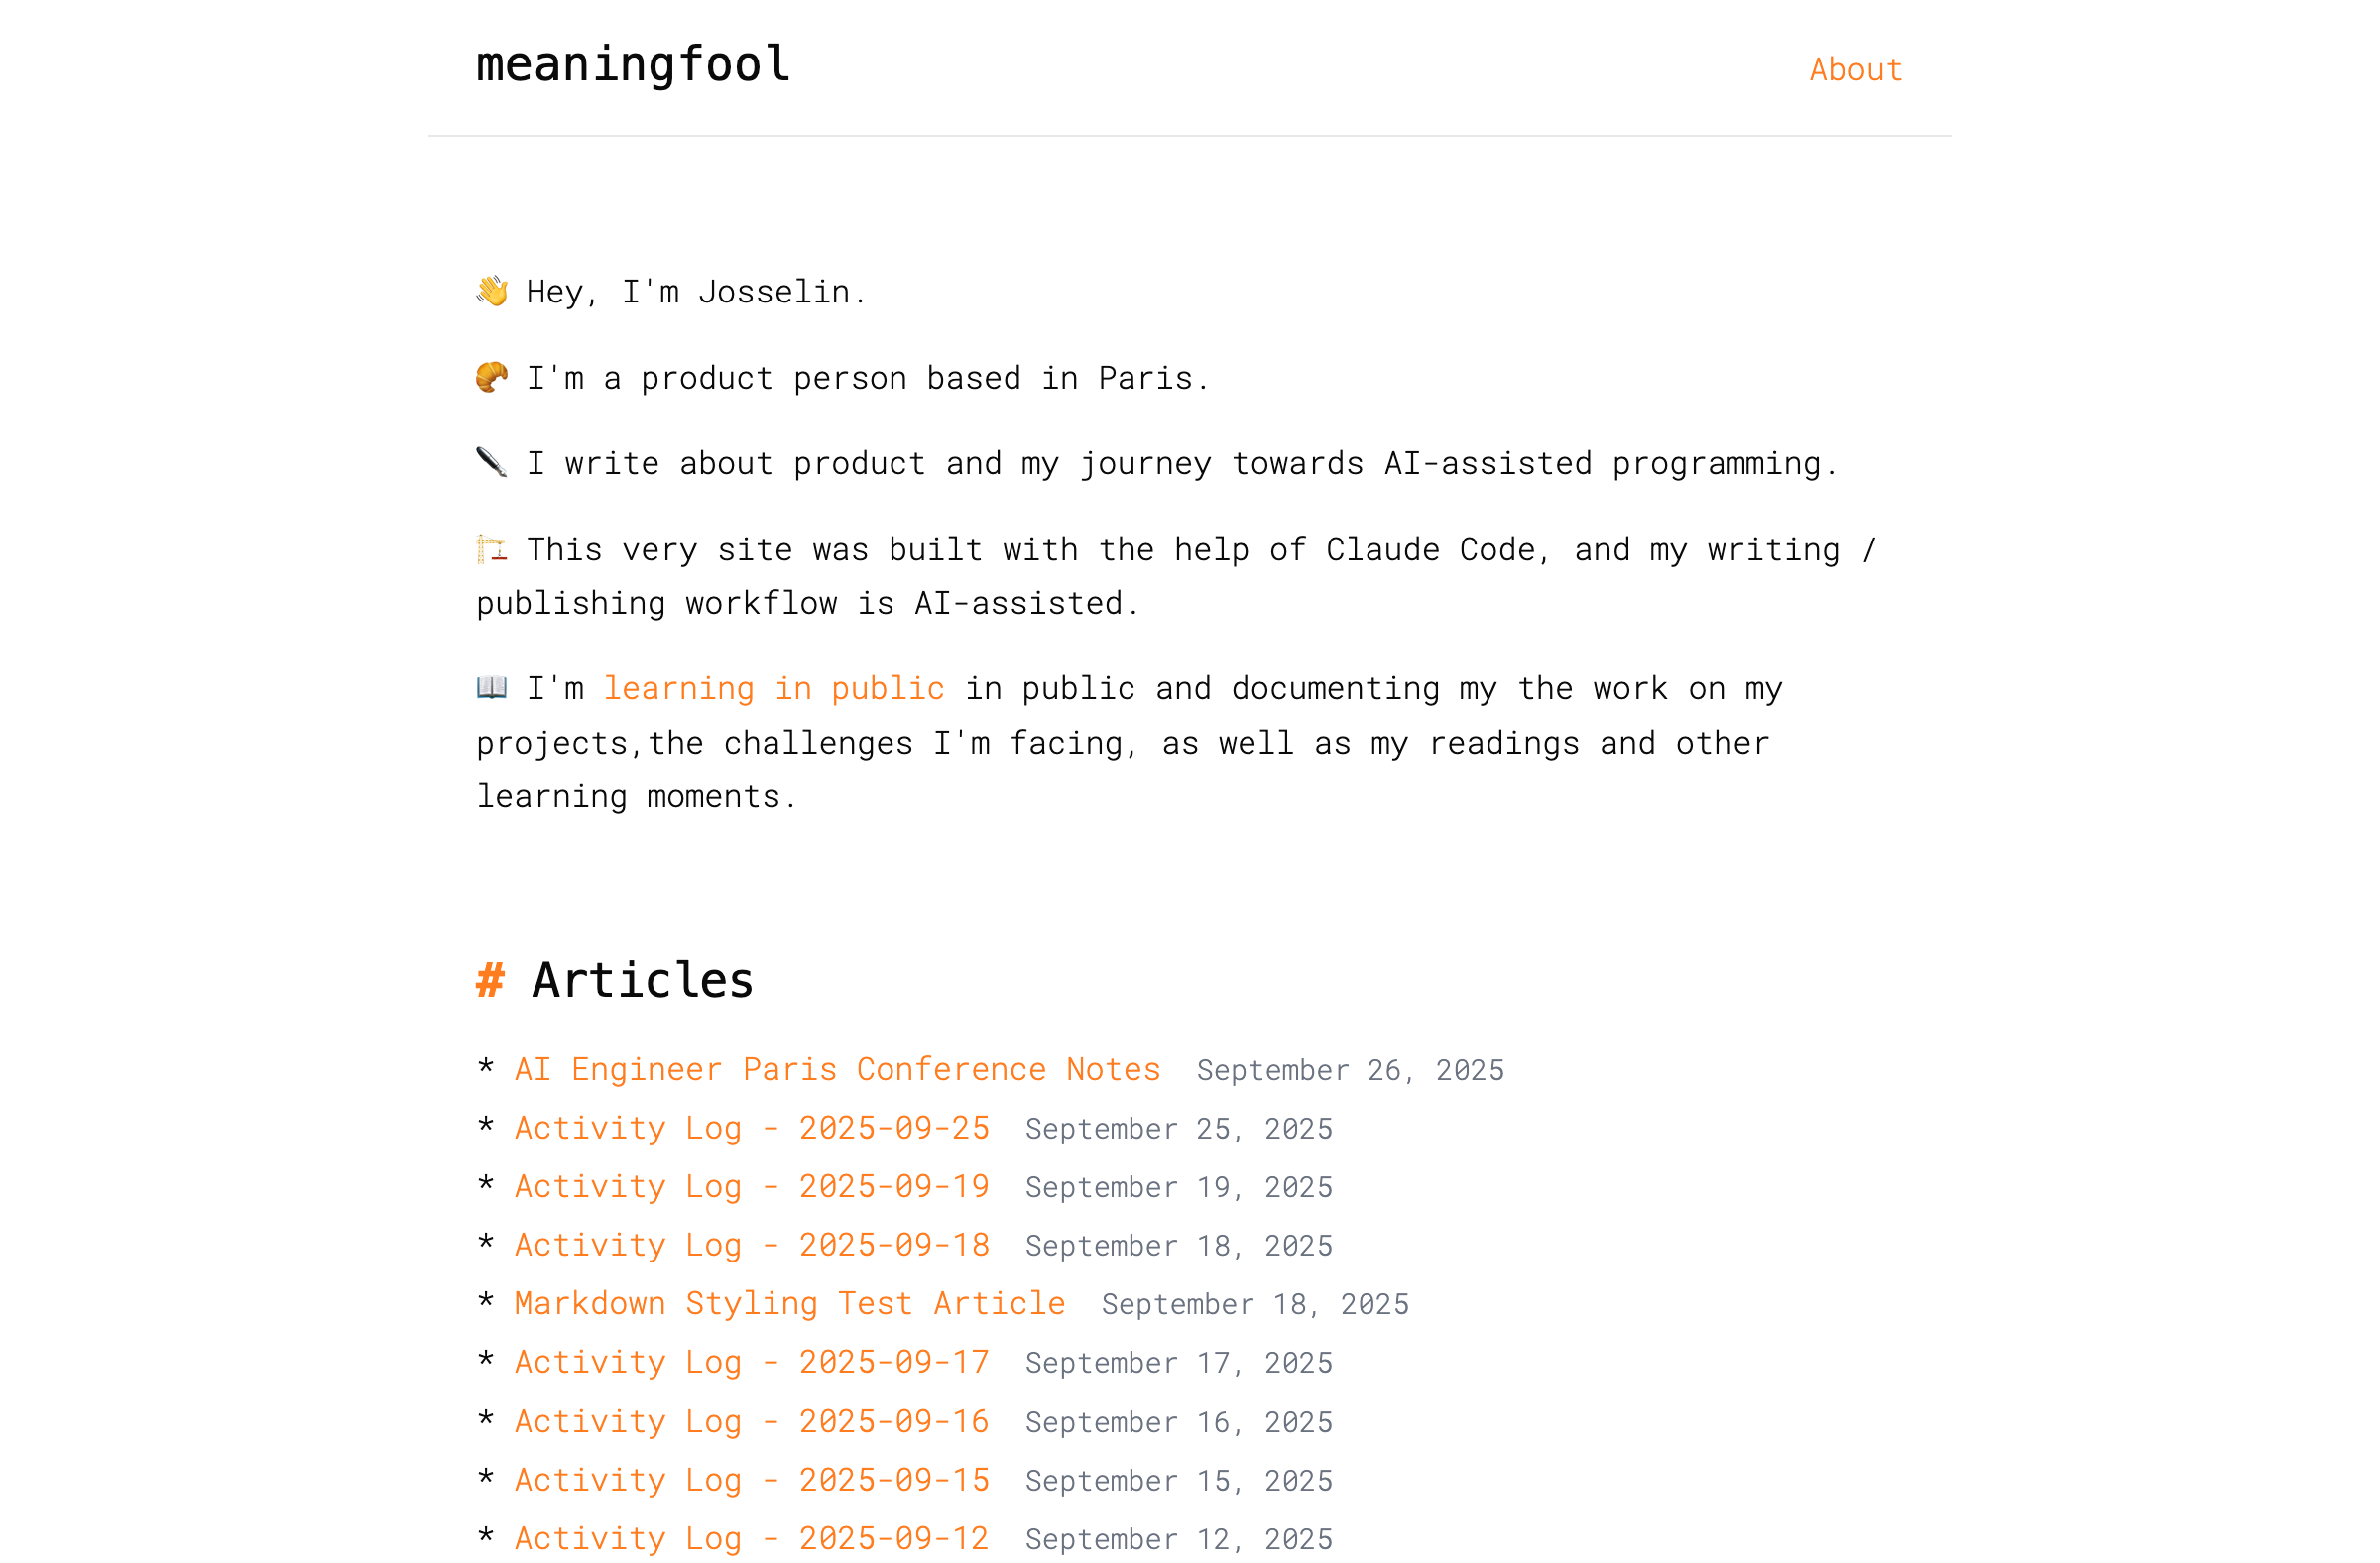 meaningfool
About
👋 Hey, I'm Josselin.
🥐 I'm a product person based in Paris.
✒️ I write about product and my journey towards AI-assisted programming.
🏗️ This very site was built with the help of Claude Code, and my writing /
publishing workflow is AI-assisted.
📖 I'm learning in public in public and documenting my the work on my
projects,the challenges I'm facing, as well as my readings and other
learning moments.
# Articles
* AI Engineer Paris Conference Notes September 26, 2025
* Activity Log - 2025-09-25 September 25, 2025
* Activity Log - 2025-09-19 September 19, 2025
* Activity Log - 2025-09-18 September 18, 2025
* Markdown Styling Test Article September 18, 2025
* Activity Log - 2025-09-17 September 17, 2025
* Activity Log - 2025-09-16 September 16, 2025
* Activity Log - 2025-09-15 September 15, 2025
* Activity Log - 2025-09-12 September 12, 2025